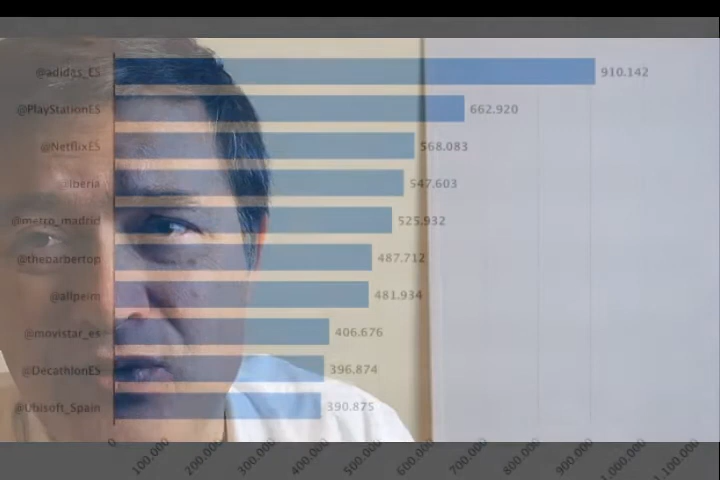 @adidas_ES 910.142
@PlayStationES 662.920
@NetflixES 568.083
@iberia 547.603
@metro_madrid 525.932
@thebarbertop 487.712
481.934
@movistar_es 406.676
@DecathlonES 396.874
@Ubisoft_Spain 390.875
0 100.000 200.000 300.000 400.000 500.000 600.000 700.000 800.000 900.000 1.000.000 1.100.000